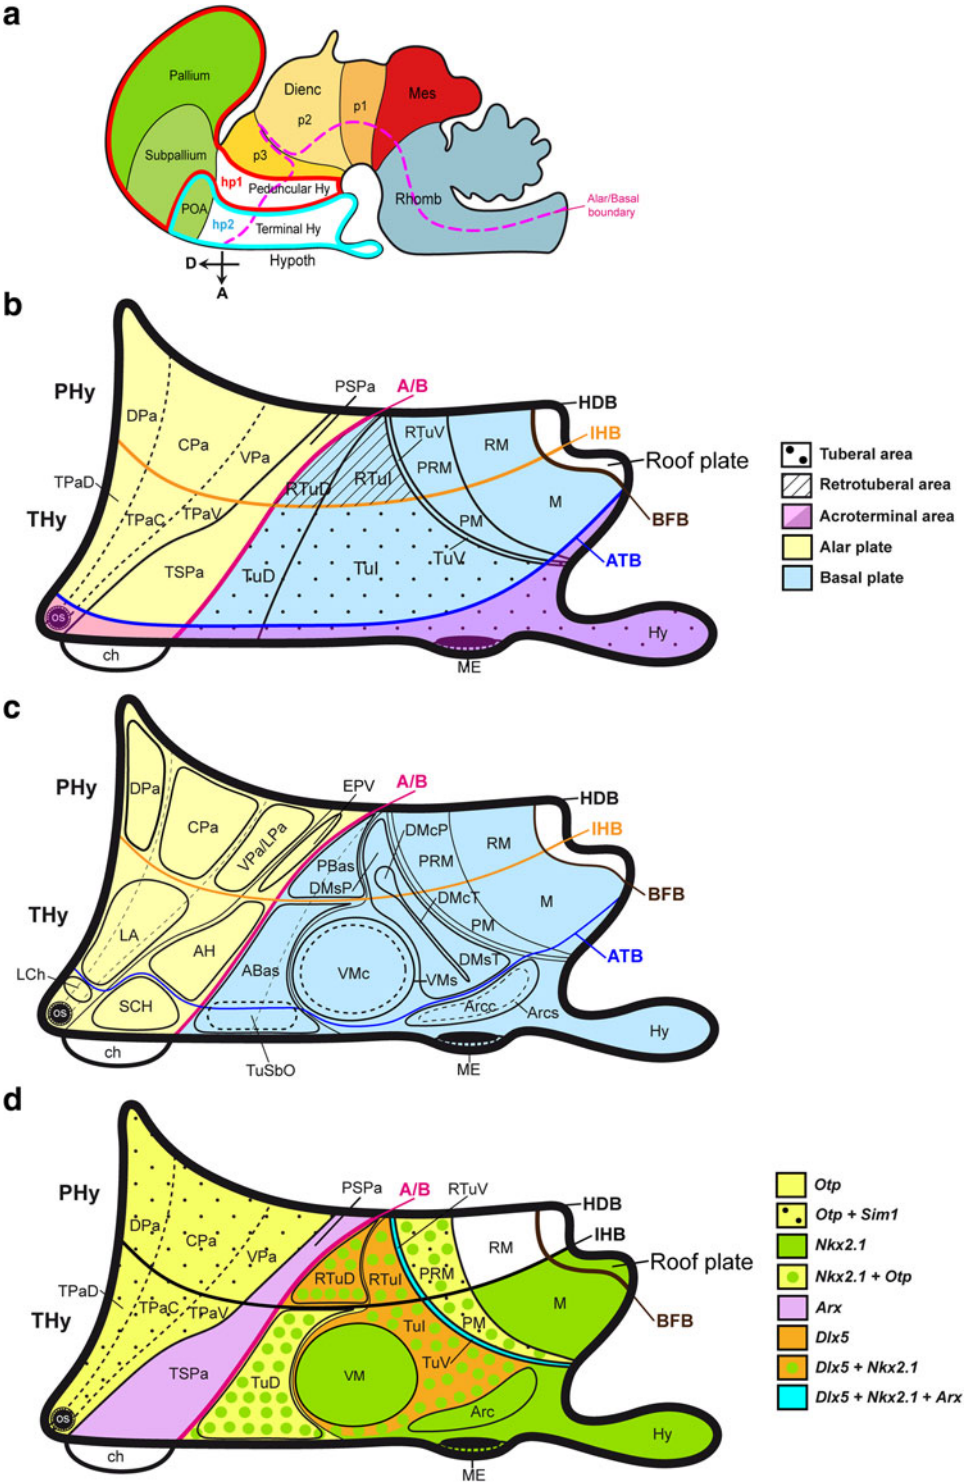 a
Pallium
Dienc
p2
p1
Mes
Subpallium
p3
hp1
Peduncular Hy
POA
hp2
Terminal Hy
Rhomb
Alar/Basal
boundary
Hypoth
D
A
b
PHy
PSPa
A/B
HDB
IHB
Roof plate
DPa
CPa
VPa
RTuV
RM
PRM
RTuD
RTuI
TPaD
THy
TPaC
TPaV
TSPa
PM
M
BFB
TuV
ATB
TuD
TuI
os
ch
ME
Hy
Tuberal area
Retrotuberal area
Acroterminal area
Alar plate
Basal plate
c
PHy
EPV
A/B
HDB
IHB
DPa
CPa
VPa/LPa
DMcP
RM
PBas
PRM
DMsP
DMcT
BFB
THy
LA
AH
PM
M
ATB
LCh
ABas
VMc
VMs
DMsT
SCH
Arcc
Arcs
os
ch
TuSbO
ME
Hy
d
PHy
PSPa
A/B
RTuV
HDB
IHB
Roof plate
DPa
CPa
VPa
RTuD
RTuI
PRM
RM
TPaD
THy
TPaC
TPaV
TuI
PM
M
BFB
TSPa
TuD
VM
TuV
Arc
os
ch
ME
Hy
Otp
Otp + Sim1
Nkx2.1
Nkx2.1 + Otp
Arx
Dlx5
Dlx5 + Nkx2.1
Dlx5 + Nkx2.1 + Arx